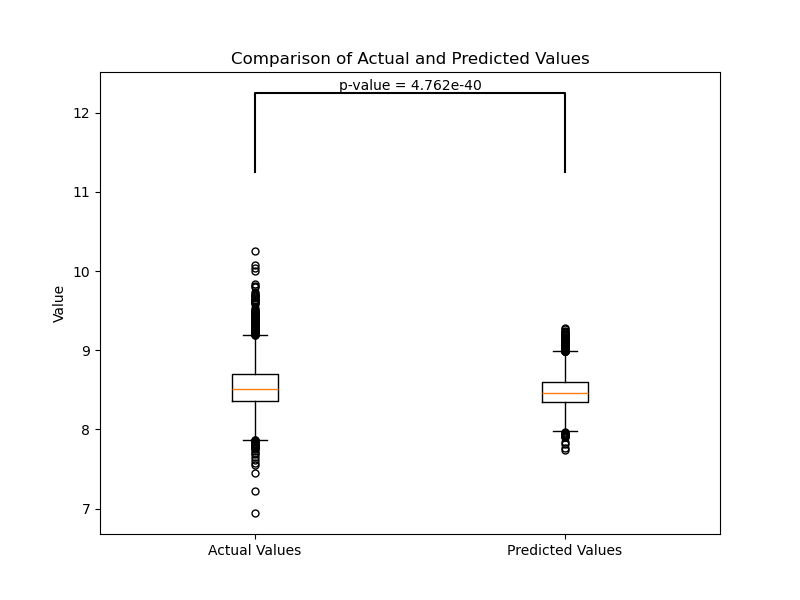 Comparison of Actual and Predicted Values
p-value = 4.762e-40
12
11
10
9
8
7
Value
Actual Values
Predicted Values